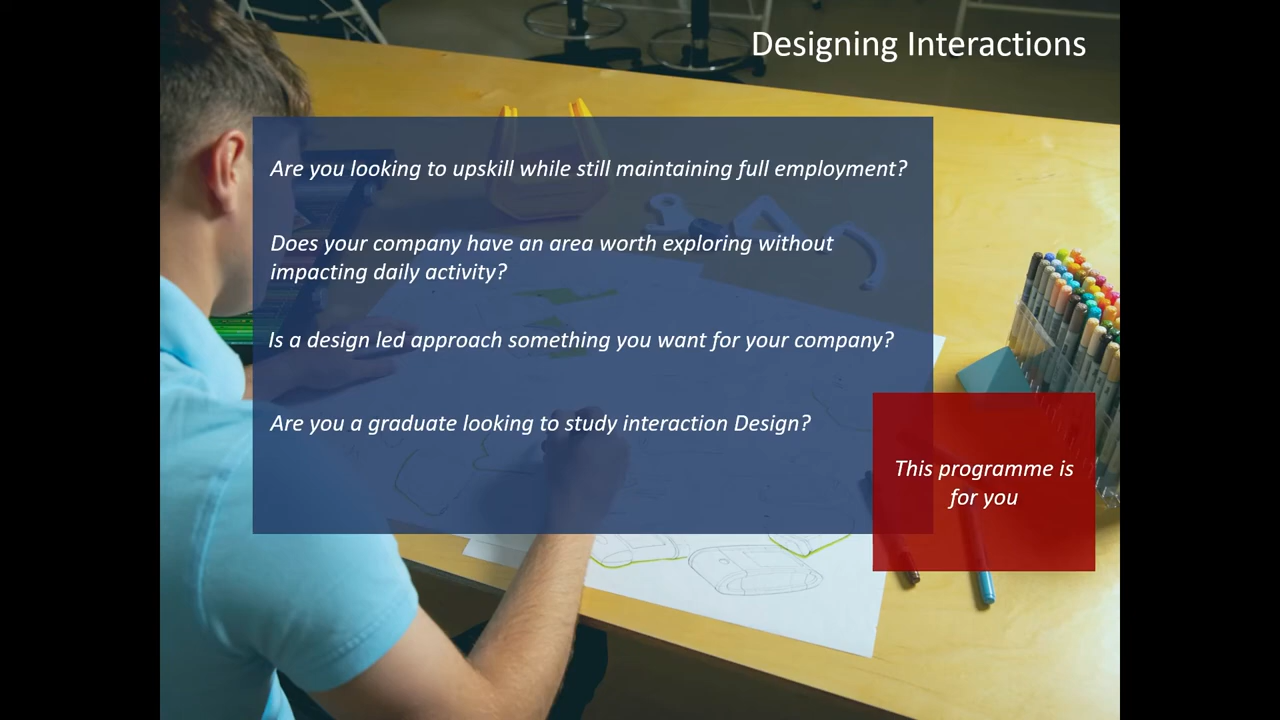 Designing Interactions
Are you looking to upskill while still maintaining full employment?
Does your company have an area worth exploring without
impacting daily activity?
Is a design led approach something you want for your company?
Are you a graduate looking to study interaction Design?
This programme is
for you